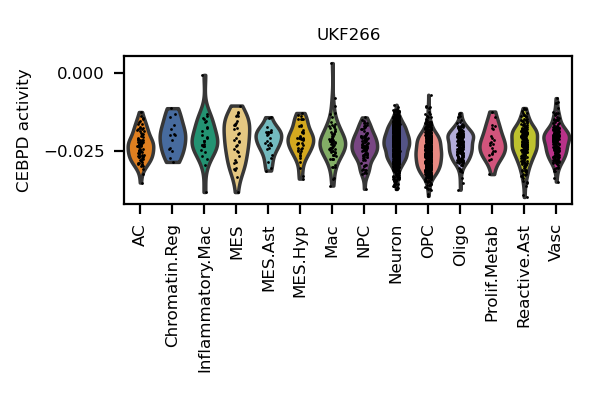 UKF266
CEBPD activity
0.000
−0.025
AC
Chromatin.Reg
Inflammatory.Mac
MES
MES.Ast
MES.Hyp
Mac
NPC
Neuron
OPC
Oligo
Prolif.Metab
Reactive.Ast
Vasc